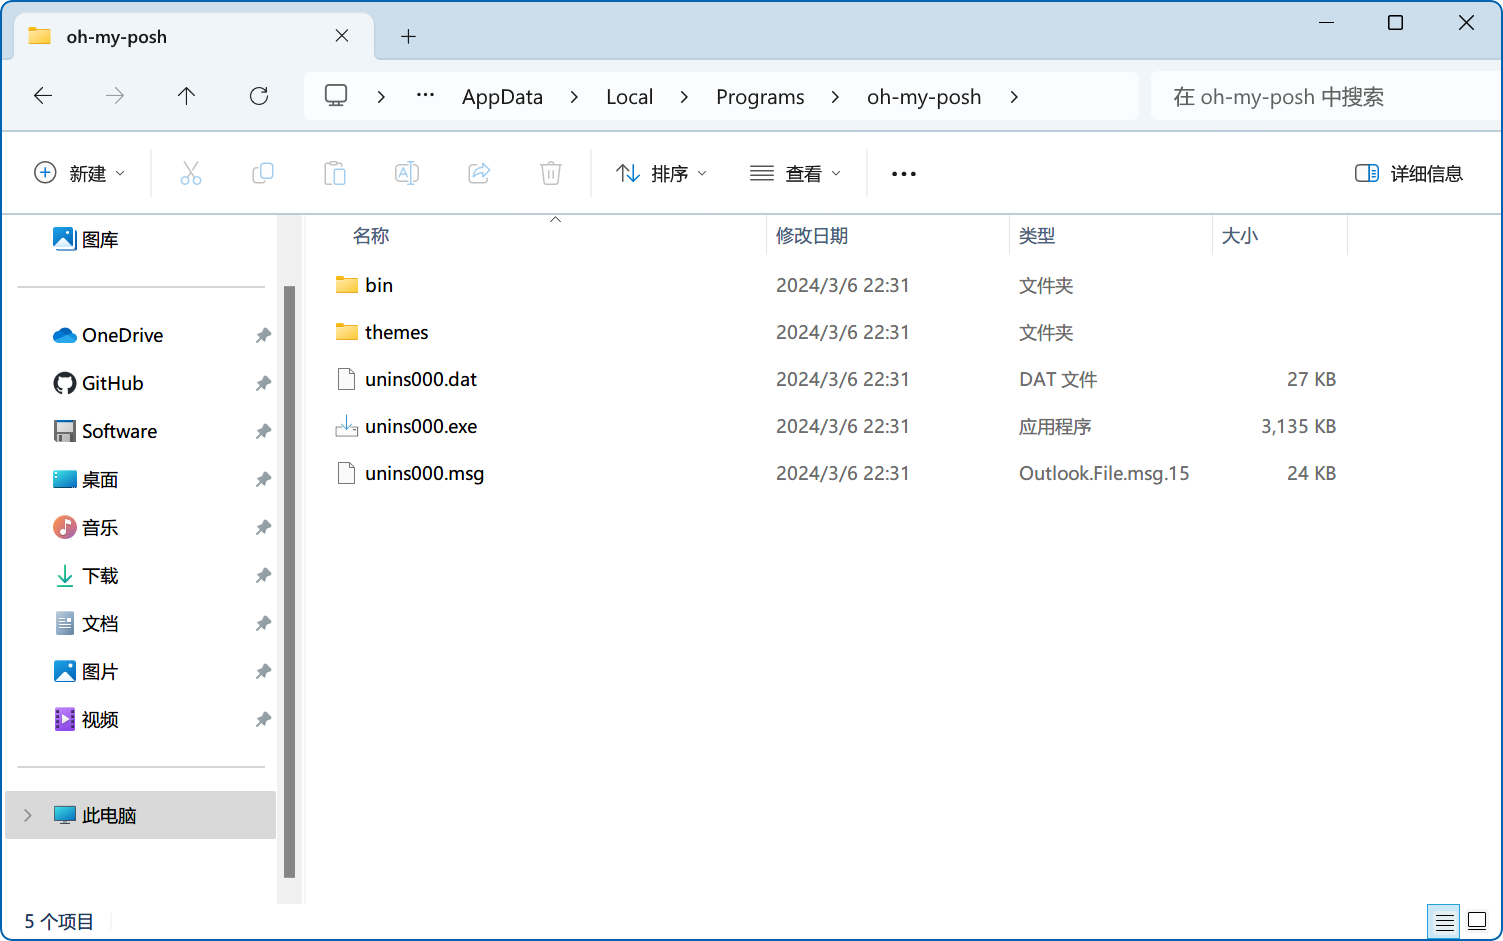 oh-my-posh
AppData Local Programs oh-my-posh 在 oh-my-posh 中搜索
新建 排序 查看 详细信息
图库
OneDrive
GitHub
Software
桌面
音乐
下载
文档
图片
视频
此电脑
名称 修改日期 类型 大小
bin 2024/3/6 22:31 文件夹
themes 2024/3/6 22:31 文件夹
unins000.dat 2024/3/6 22:31 DAT 文件 27 KB
unins000.exe 2024/3/6 22:31 应用程序 3,135 KB
unins000.msg 2024/3/6 22:31 Outlook.File.msg.15 24 KB
5 个项目